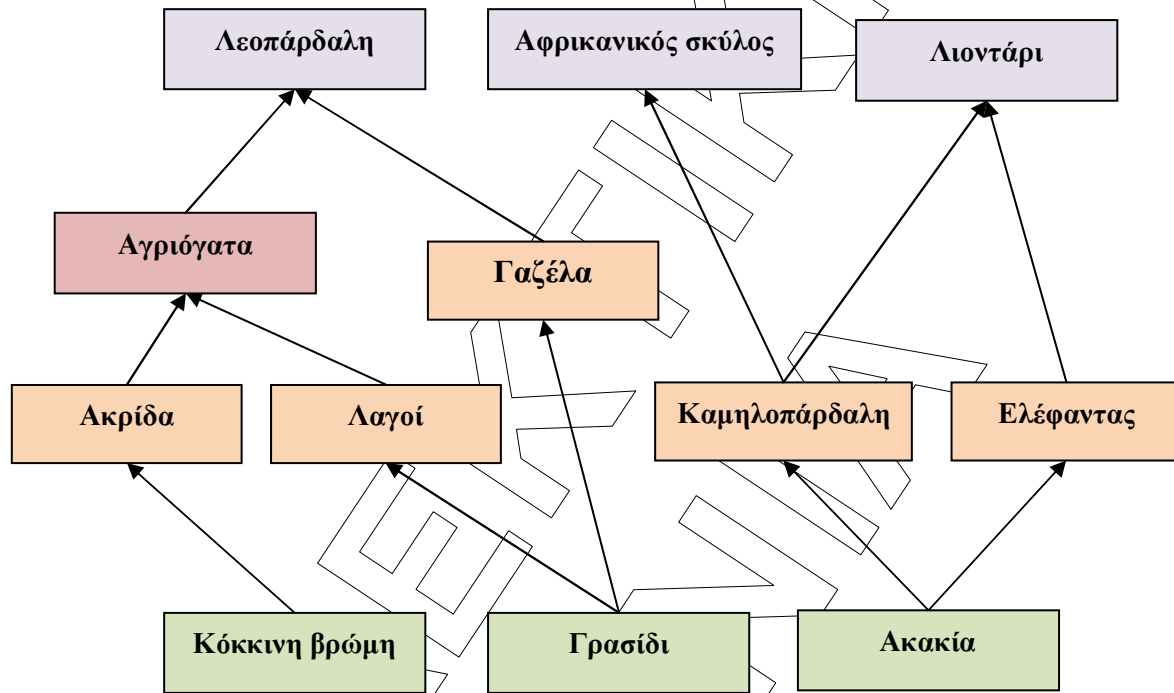 Λεοπάρδαλη
Αφρικανικός σκύλος
Λιοντάρι
Αγριόγατα
Γαζέλα
Ακρίδα
Λαγοί
Καμηλοπάρδαλη
Ελέφαντας
Κόκκινη βρώμη
Γρασίδι
Ακακία